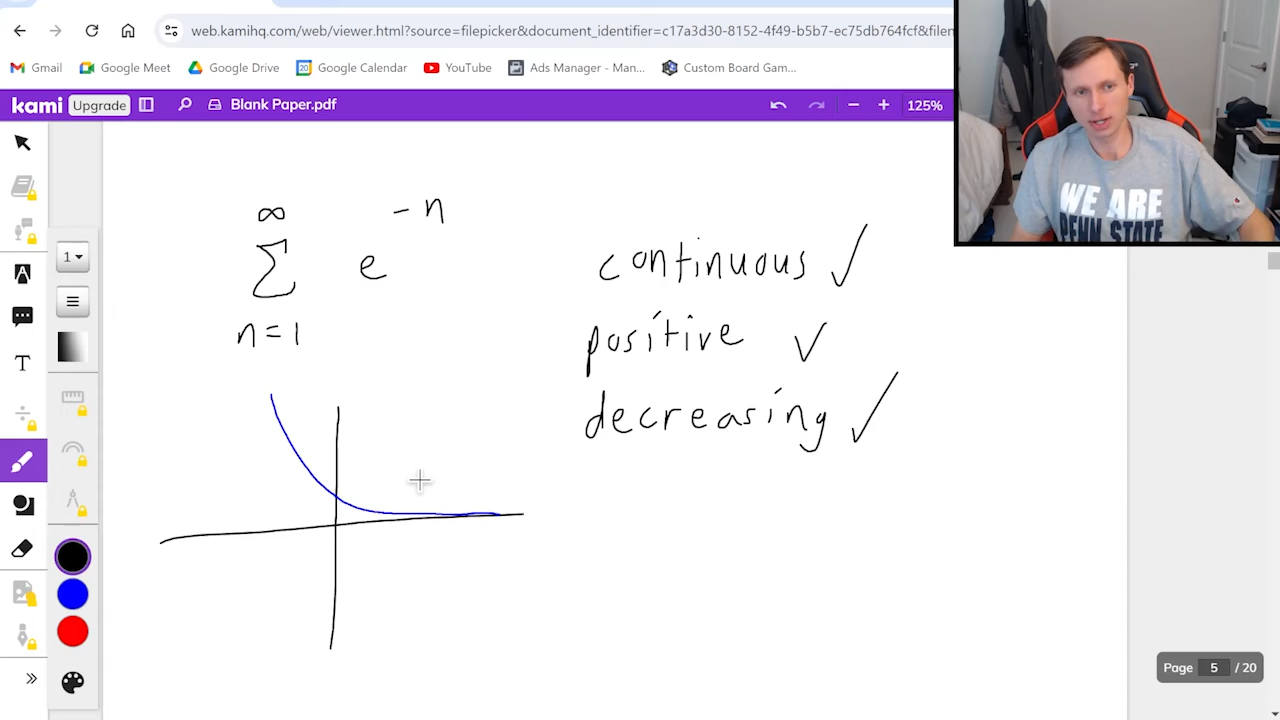 web.kamihq.com/web/viewer.html?source=filepicker&document_identifier=c17a3d30-8152-4f49-b5b7-ec75db764fcf&filen
Gmail Google Meet Google Drive 20 Google Calendar YouTube Ads Manager - Man... Custom Board Gam...
kami Upgrade Blank Paper.pdf 125%
WE ARE
PENN STATE
∞
Σ e - n
n = 1
continuous ✓
positive ✓
decreasing ✓
1
T
Page 5 / 20